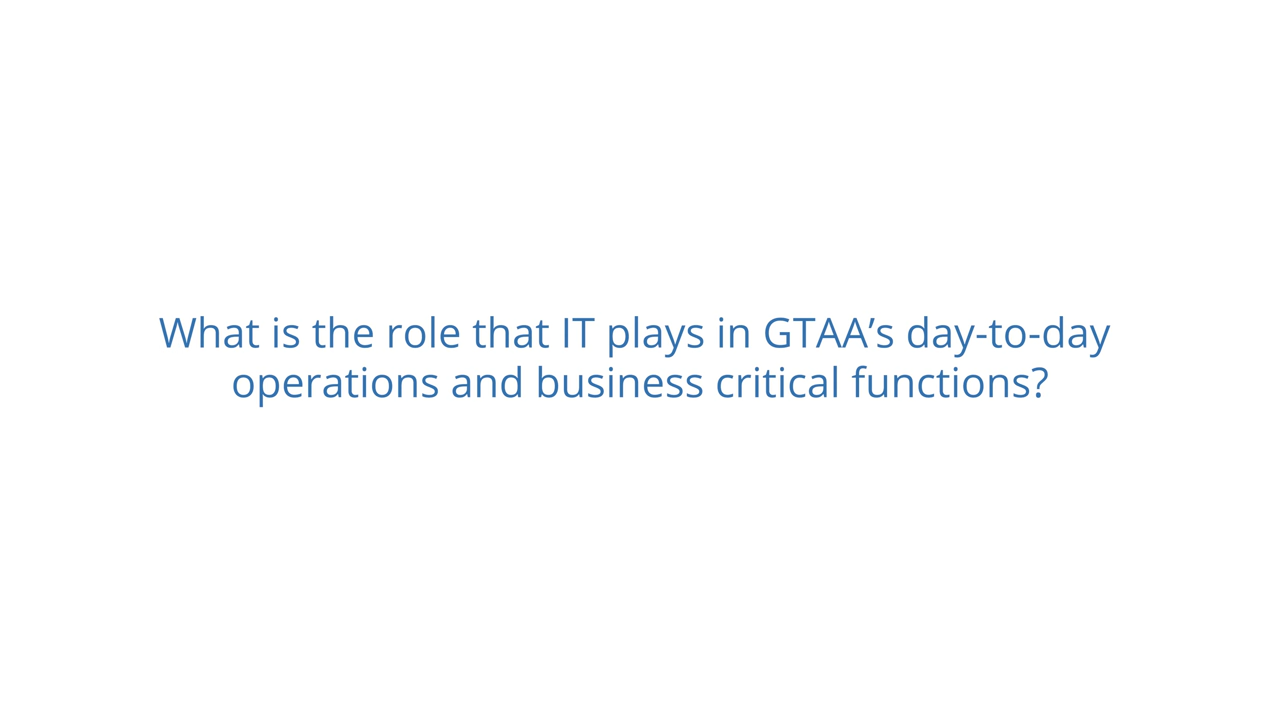 What is the role that IT plays in GTAA’s day-to-day
operations and business critical functions?